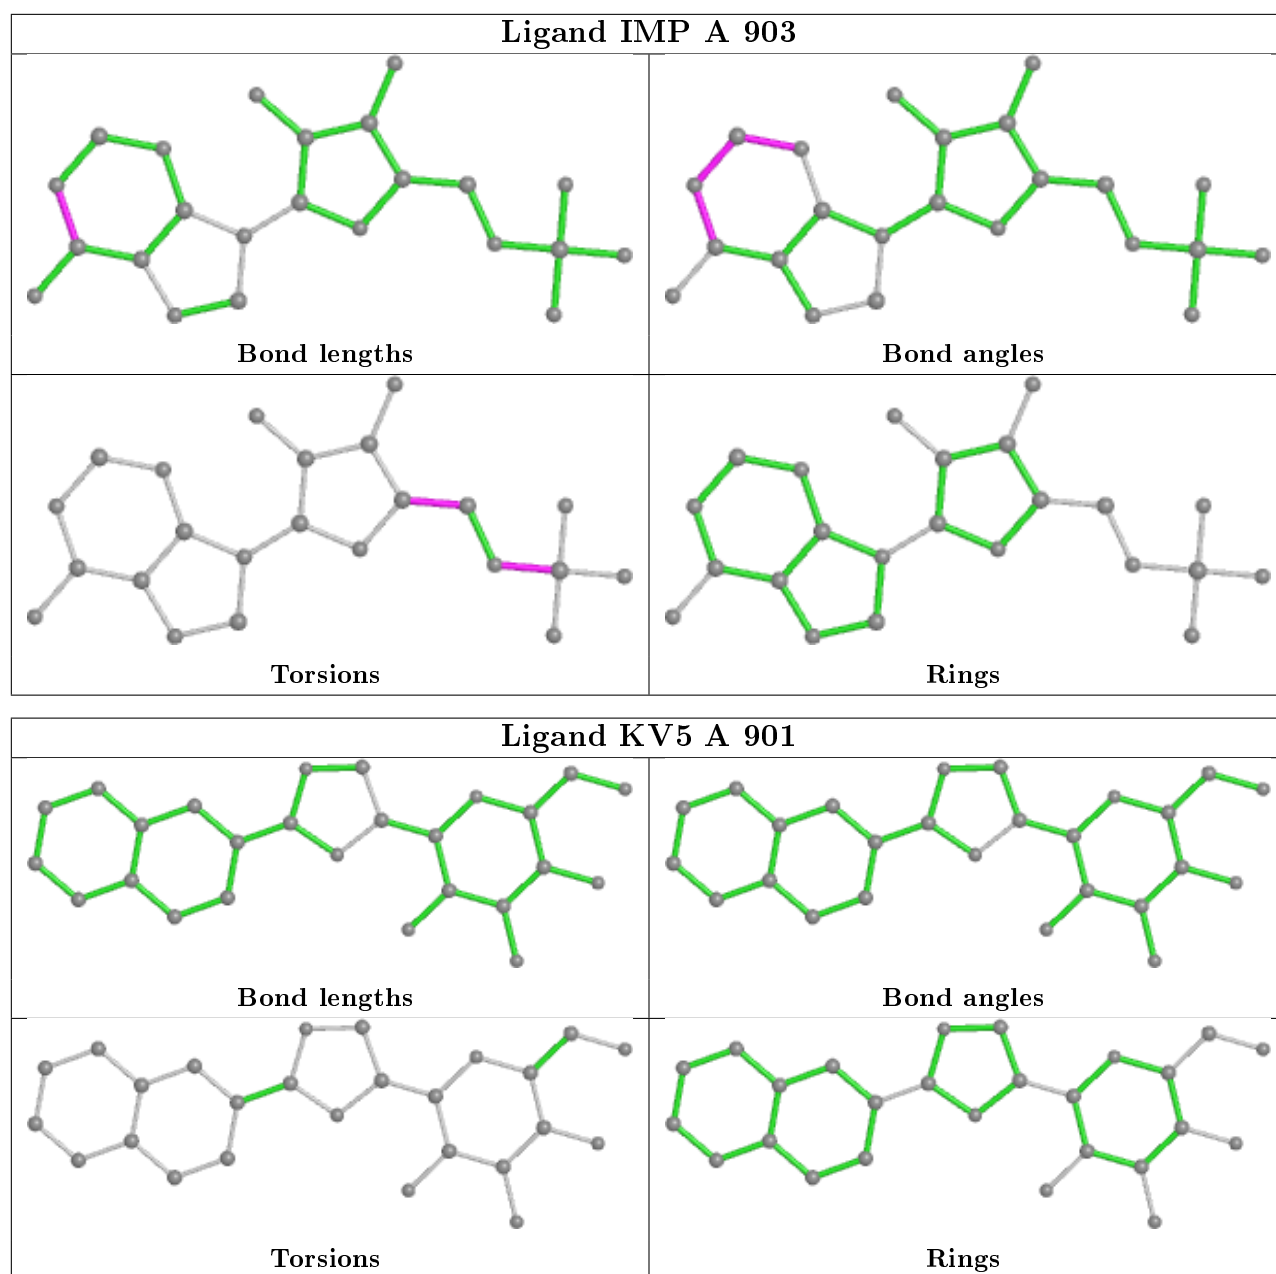 Ligand IMP A 903
Bond lengths
Bond angles
Torsions
Rings
Ligand KV5 A 901
Bond lengths
Bond angles
Torsions
Rings